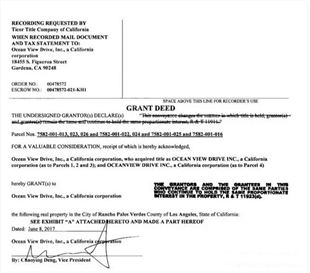 RECORDING REQUESTED BY
Ticor Title Company of California
WHEN RECORDED MAIL DOCUMENT
AND TAX STATEMENT TO:
Ocean View Drive, Inc., a California
corporation
18455 S. Figueroa Street
Gardena, CA 90248
ORDER NO: 00478572
ESCROW NO: 00478572-021-KH1
SPACE ABOVE THIS LINE FOR RECORDER'S USE
GRANT DEED
THE UNDERSIGNED GRANTOR(s) DECLARE(s) This conveyance changes the manner in which title is held, grantor(s)
and grantee(s) remain the same and continue to hold the same proportionate interest, R & T 11911."
Parcel Nos. 7582-001-013, 023, 026 and 7582-001-022, 024 and 7582-001-025 and 7582-001-016
FOR A VALUABLE CONSIDERATION, receipt of which is hereby acknowledged,
Ocean View Drive, Inc., a California corporation, who acquired title as OCEAN VIEW DRIVE INC., A California
corporation (as to Parcels 1, 2 and 3); and OCEANVIEW DRIVE INC., a California corporation (as to Parcel 4)
hereby GRANT(s) to
Ocean View Drive, Inc., a California corporation
THE GRANTORS AND THE GRANTEES IN THIS
CONVEYANCE ARE COMPRISED OF THE SAME PARTIES
WHO CONTINUE TO HOLD THE SAME PROPORTIONATE
INTEREST IN THE PROPERTY, R & T 11923(d).
the following real property in the City of Rancho Palos Verdes County of Los Angeles, State of California:
SEE EXHIBIT "A" ATTACHED HERETO AND MADE A PART HEREOF
Dated: June 8, 2017
Ocean View Drive, Inc., a California corporation
By: Chaoying Deng, Vice President